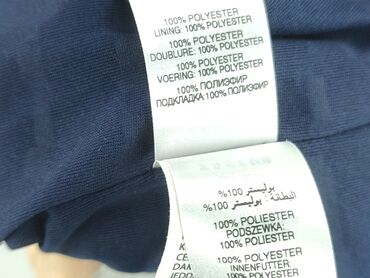 100% POLYESTER
LINING: 100% POLYESTER
100% POLYESTER
DOUBLURE: 100% POLYESTER
100% POLYESTER
VOERING: 100% POLYESTER
100% ПОЛИЭФИР
ПОДКЛАДКА:100% ПОЛИЭФИР
بوليستر 100%
البطانة: بوليستر 100%
100% POLIESTER
PODSZEWKA:
100% POLIESTER
100% POLYESTER
INNENFUTTER
100% POLYESTER